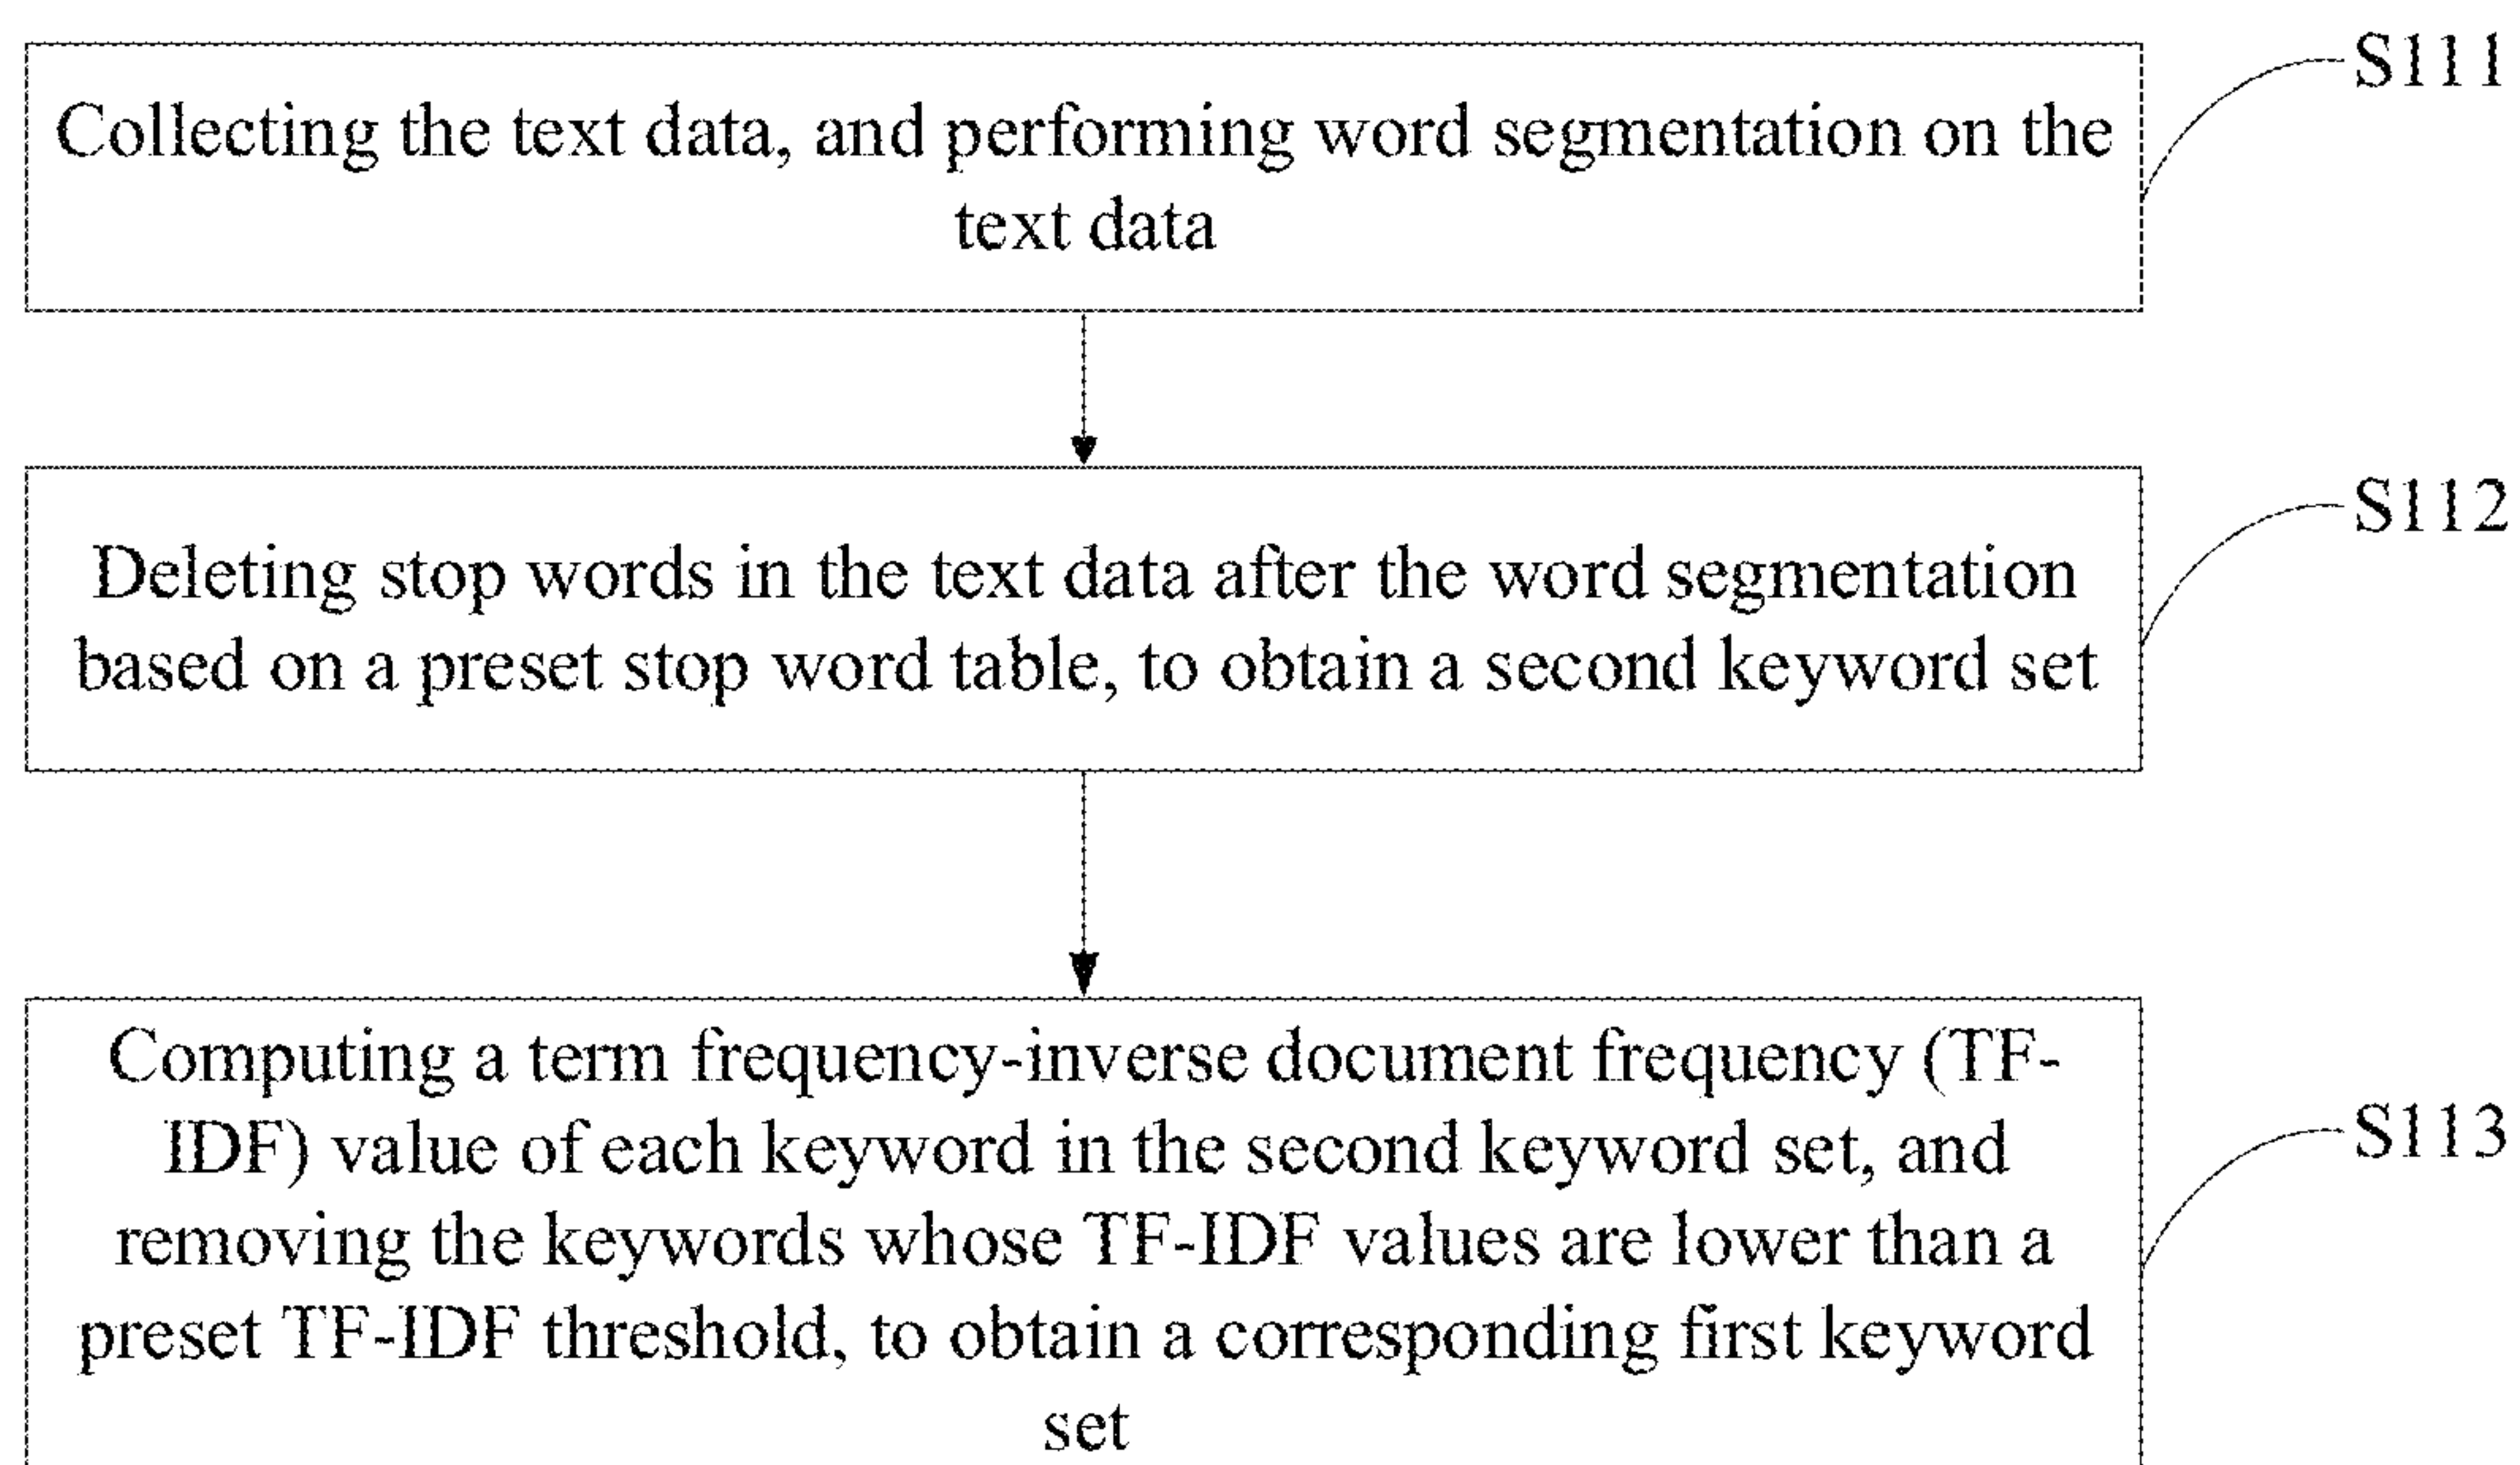 S111
Collecting the text data, and performing word segmentation on the
text data
S112
Deleting stop words in the text data after the word segmentation
based on a preset stop word table, to obtain a second keyword set
Computing a term frequency-inverse document frequency (TF-
IDF) value of each keyword in the second keyword set, and
S113
removing the keywords whose TF-IDF values are lower than a
preset TF-IDF threshold, to obtain a corresponding first keyword
set